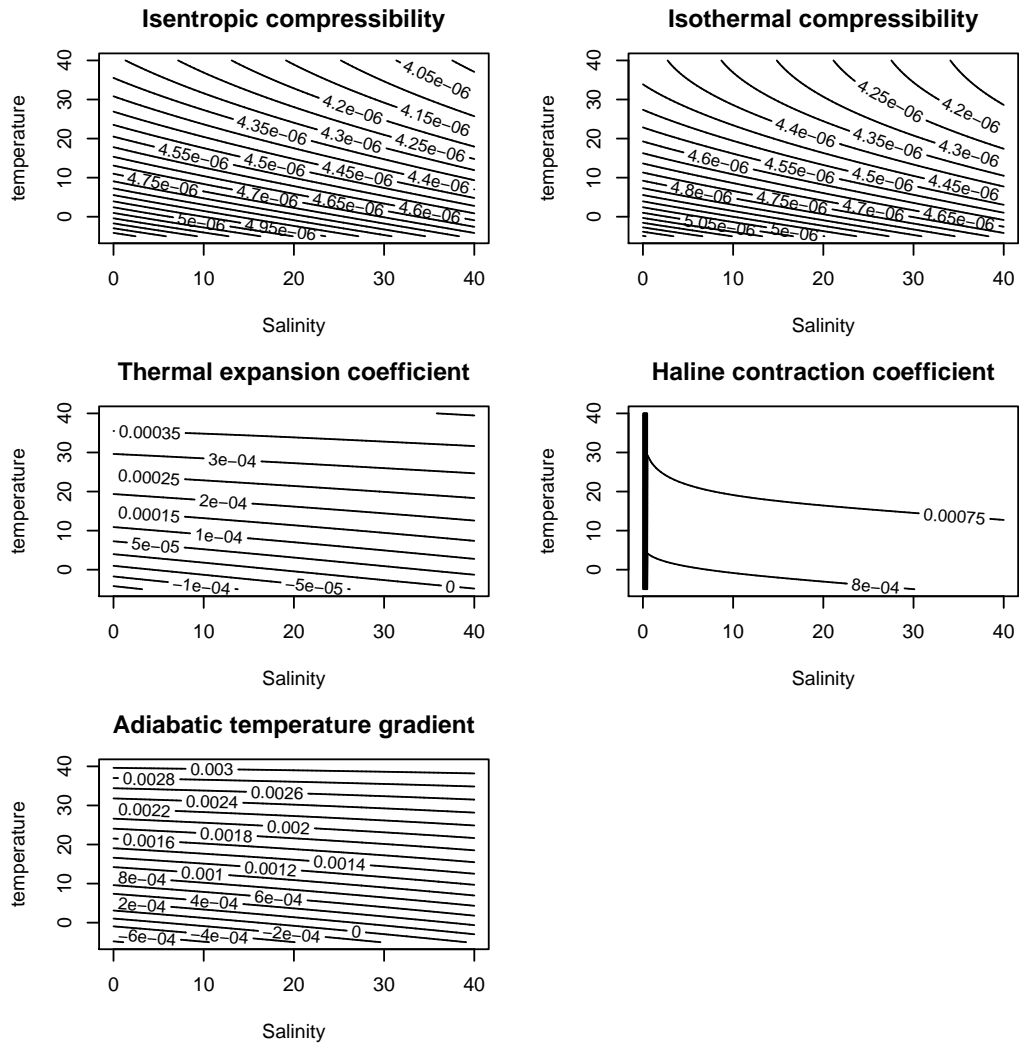 Isentropic compressibility
temperature
40
30
20
10
0
4.05e−06
4.2e−06
4.15e−06
4.35e−06
4.3e−06
4.25e−06
4.55e−06
4.5e−06
4.45e−06
4.4e−06
4.75e−06
4.7e−06
4.65e−06
4.6e−06
5e−06
4.95e−06
0 10 20 30 40
Salinity
Isothermal compressibility
temperature
40
30
20
10
0
4.25e−06
4.2e−06
4.4e−06
4.35e−06
4.3e−06
4.6e−06
4.55e−06
4.5e−06
4.45e−06
4.8e−06
4.75e−06
4.7e−06
4.65e−06
5.05e−06
5e−06
0 10 20 30 40
Salinity
Thermal expansion coefficient
temperature
40
30
20
10
0
0.00035
3e−04
0.00025
2e−04
0.00015
1e−04
5e−05
−1e−04
−5e−05
0
0 10 20 30 40
Salinity
Haline contraction coefficient
temperature
40
30
20
10
0
0.00075
8e−04
0 10 20 30 40
Salinity
Adiabatic temperature gradient
temperature
40
30
20
10
0
0.003
0.0028
0.0026
0.0024
0.0022
0.002
0.0018
0.0016
0.0014
0.0012
0.001
8e−04
6e−04
4e−04
2e−04
0
−2e−04
−4e−04
−6e−04
0 10 20 30 40
Salinity